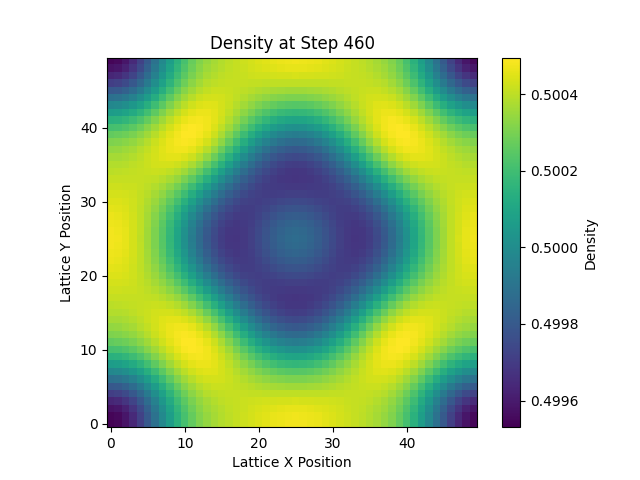 Density at Step 460
Lattice Y Position
40
30
20
10
0
0 10 20 30 40
Lattice X Position
0.5004
0.5002
0.5000
0.4998
0.4996
Density